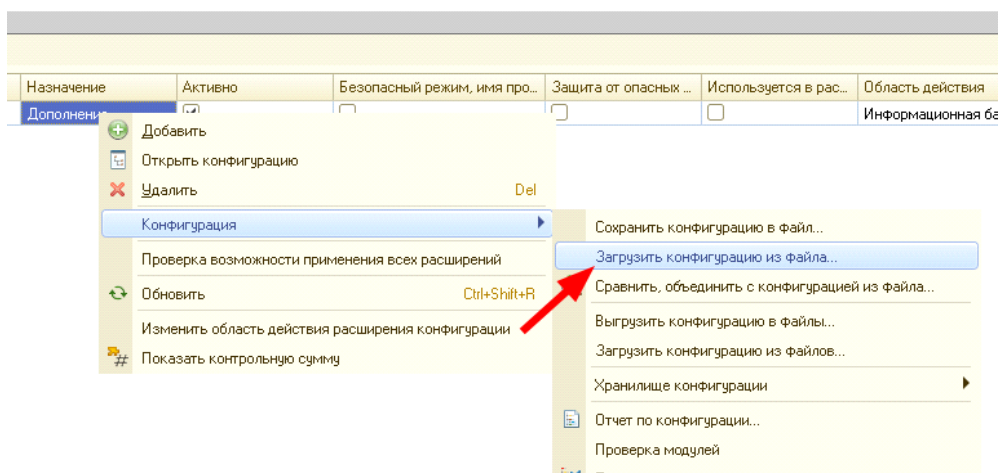 Назначение Активно Безопасный режим, имя про... Защита от опасных ... Используется в рас... Область действия
Дополнение Информационная ба
Добавить
Открыть конфигурацию
Удалить Del
Конфигурация
Проверка возможности применения всех расширений
Обновить Ctrl+Shift+R
Изменить область действия расширения конфигурации
Показать контрольную сумму
Сохранить конфигурацию в файл...
Загрузить конфигурацию из файла...
Сравнить, объединить с конфигурацией из файла...
Выгрузить конфигурацию в файлы...
Загрузить конфигурацию из файлов...
Хранилище конфигурации
Отчет по конфигурации...
Проверка модулей